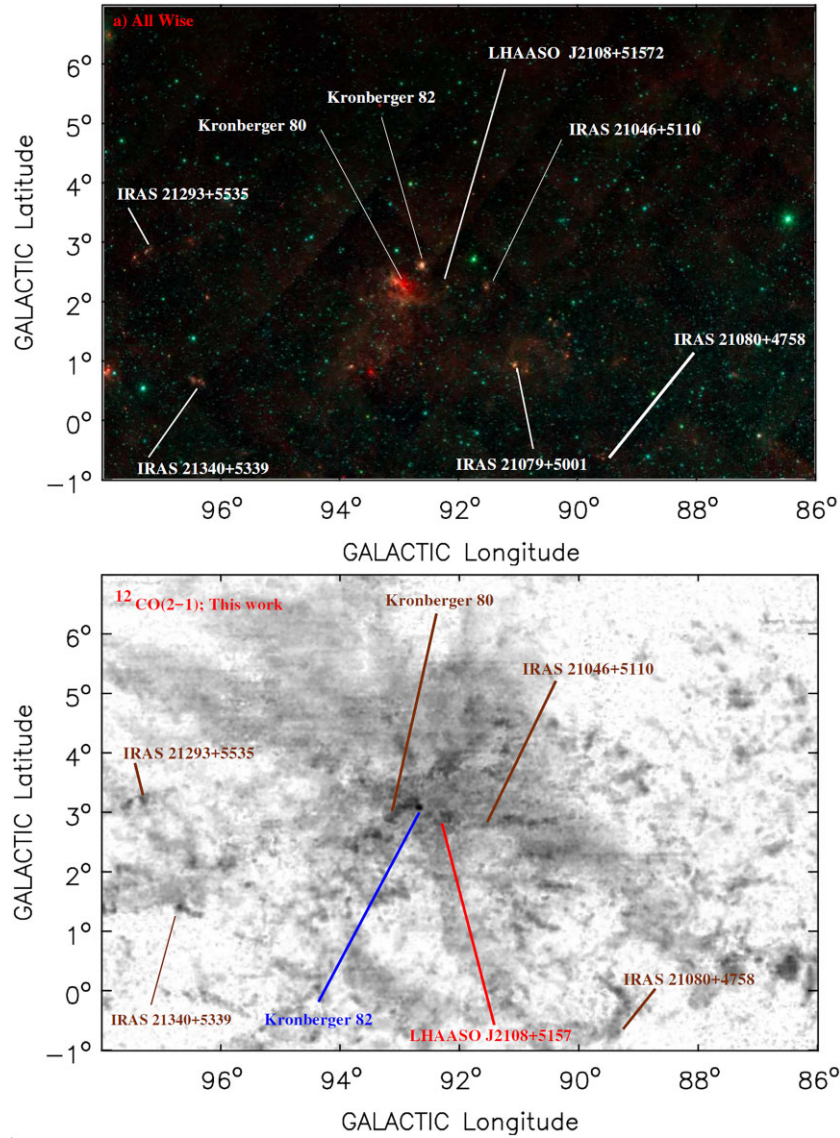 a) All Wise
LHAASO J2108+51572
Kronberger 82
Kronberger 80
IRAS 21046+5110
IRAS 21293+5535
IRAS 21080+4758
IRAS 21340+5339
IRAS 21079+5001
6°
5°
4°
3°
2°
1°
0°
−1°
GALACTIC Latitude
96° 94° 92° 90° 88° 86°
GALACTIC Longitude
12CO(2−1); This work
Kronberger 80
IRAS 21046+5110
IRAS 21293+5535
IRAS 21080+4758
IRAS 21340+5339
Kronberger 82
LHAASO J2108+5157
6°
5°
4°
3°
2°
1°
0°
−1°
GALACTIC Latitude
96° 94° 92° 90° 88° 86°
GALACTIC Longitude